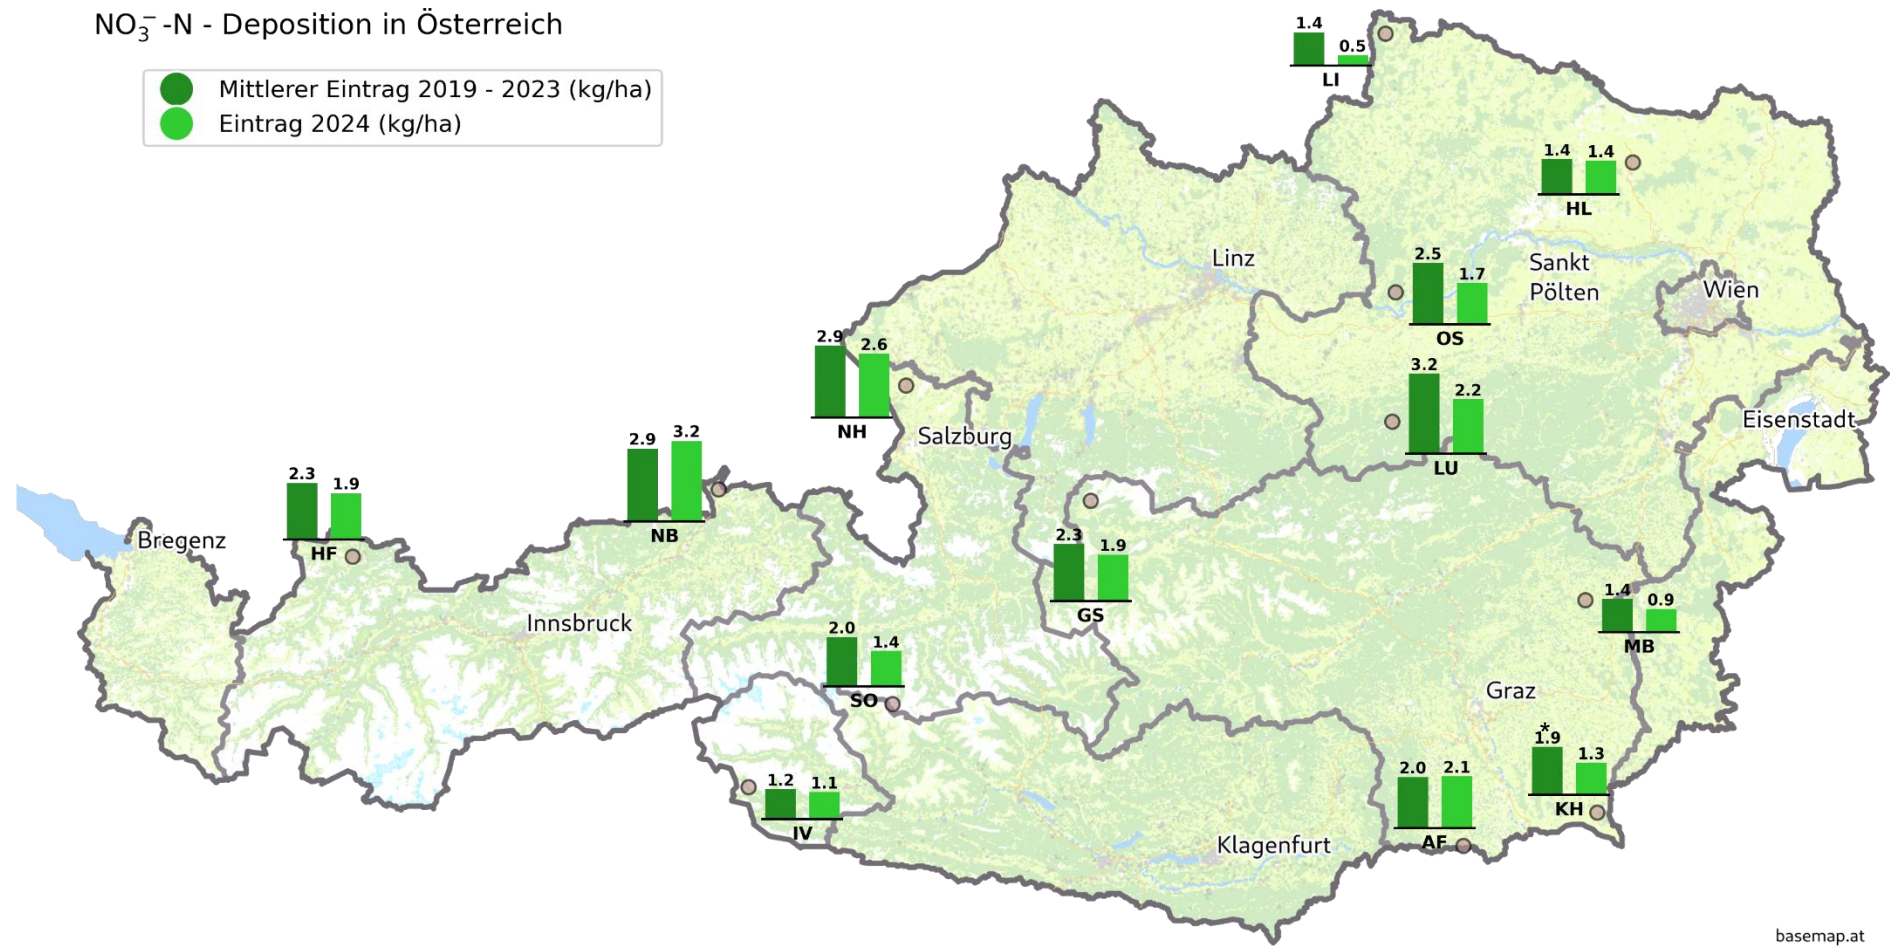 NO₃⁻-N - Deposition in Österreich
Mittlerer Eintrag 2019 - 2023 (kg/ha)
Eintrag 2024 (kg/ha)
1.4 0.5
LI
1.4 1.4
HL
Linz
2.5 1.7
OS
Sankt
Pölten
Wien
2.9 2.6
NH
3.2 2.2
LU
Eisenstadt
Salzburg
2.9 3.2
NB
2.3 1.9
HF
Bregenz
2.3 1.9
GS
Innsbruck
1.4 0.9
MB
2.0 1.4
SO
Graz
*
1.9 1.3
KH
1.2 1.1
IV
2.0 2.1
AF
Klagenfurt
basemap.at